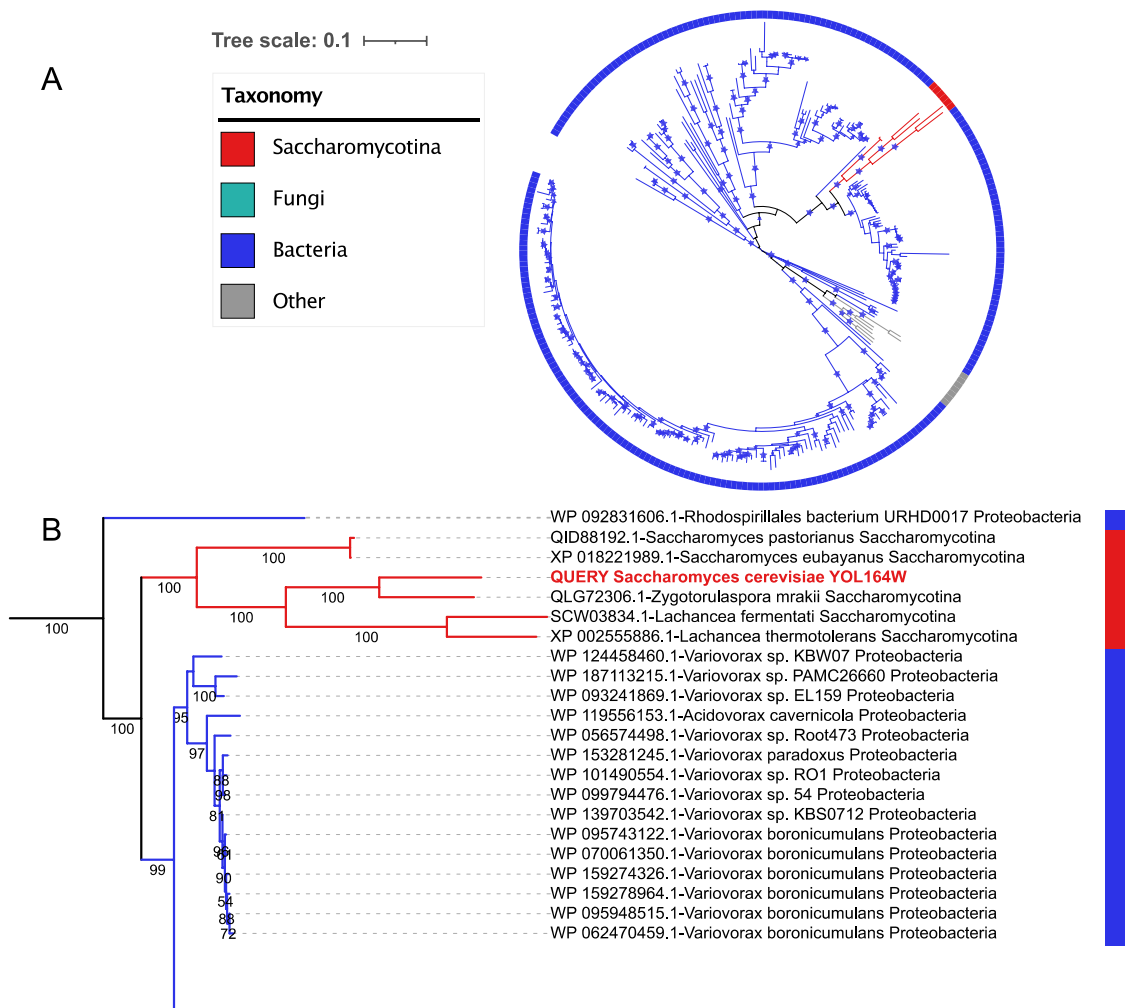 A
Tree scale: 0.1
Taxonomy
Saccharomycotina
Fungi
Bacteria
Other
B
WP 092831606.1-Rhodospirillales bacterium URHD0017 Proteobacteria
QID88192.1-Saccharomyces pastorianus Saccharomycotina
100
XP 018221989.1-Saccharomyces eubayanus Saccharomycotina
100
QUERY Saccharomyces cerevisiae YOL164W
100
QLG72306.1-Zygotorulaspora mrakii Saccharomycotina
100
SCW03834.1-Lachancea fermentati Saccharomycotina
100
100
XP 002555886.1-Lachancea thermotolerans Saccharomycotina
WP 124458460.1-Variovorax sp. KBW07 Proteobacteria
WP 187113215.1-Variovorax sp. PAMC26660 Proteobacteria
100
WP 093241869.1-Variovorax sp. EL159 Proteobacteria
95
WP 119556153.1-Acidovorax cavernicola Proteobacteria
100
WP 056574498.1-Variovorax sp. Root473 Proteobacteria
97
WP 153281245.1-Variovorax paradoxus Proteobacteria
WP 101490554.1-Variovorax sp. RO1 Proteobacteria
98
WP 099794476.1-Variovorax sp. 54 Proteobacteria
81
WP 139703542.1-Variovorax sp. KBS0712 Proteobacteria
WP 095743122.1-Variovorax boronicumulans Proteobacteria
WP 070061350.1-Variovorax boronicumulans Proteobacteria
99
90
WP 159274326.1-Variovorax boronicumulans Proteobacteria
54
WP 159278964.1-Variovorax boronicumulans Proteobacteria
WP 095948515.1-Variovorax boronicumulans Proteobacteria
72
WP 062470459.1-Variovorax boronicumulans Proteobacteria